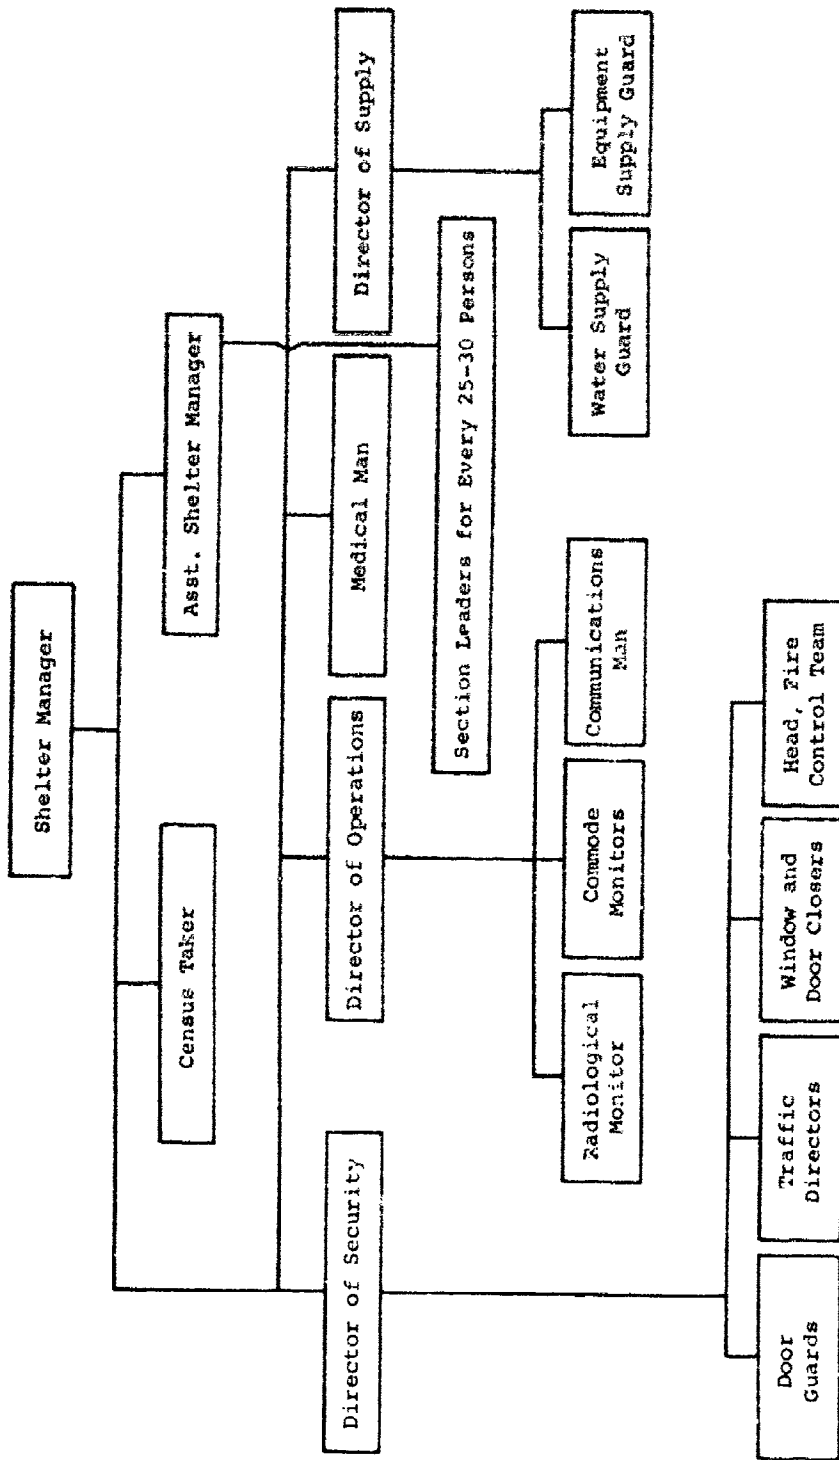 Shelter Manager
Census Taker
Asst. Shelter Manager
Director of Security
Director of Operations
Medical Man
Director of Supply
Section Leaders for Every 25-30 Persons
Radiological
Monitor
Commode
Monitors
Communications
Man
Water Supply
Guard
Equipment
Supply Guard
Door
Guards
Traffic
Directors
Window and
Door Closers
Head, Fire
Control Team